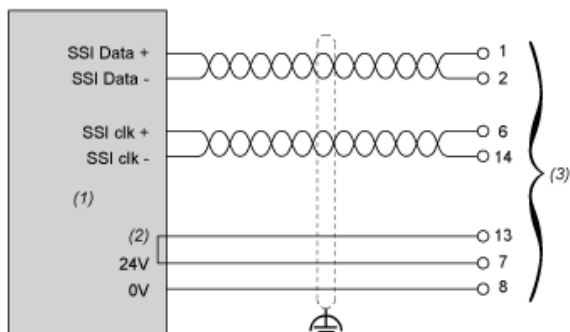 SSI Data + 1
SSI Data - 2
SSI clk + 6
SSI clk - 14
(1) (3)
(2) 13
24V 7
0V 8